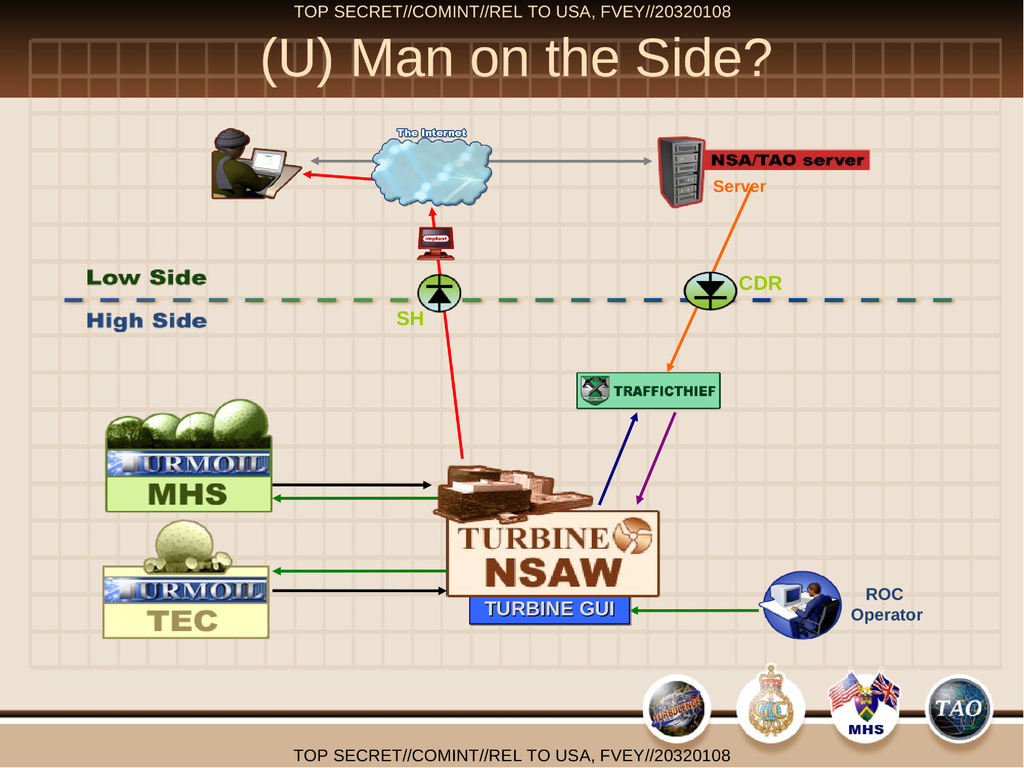 TOP SECRET//COMINT//REL TO USA, FVEY//20320108
(U) Man on the Side?
The Internet
NSA/TAO server
Server
implant
Low Side
CDR
High Side
SH
TRAFFICTHIEF
TURMOIL
MHS
TURBINE
NSAW
TURMOIL
TEC
TURBINE GUI
ROC
Operator
TURBULENCE
MHS
TAO
TOP SECRET//COMINT//REL TO USA, FVEY//20320108